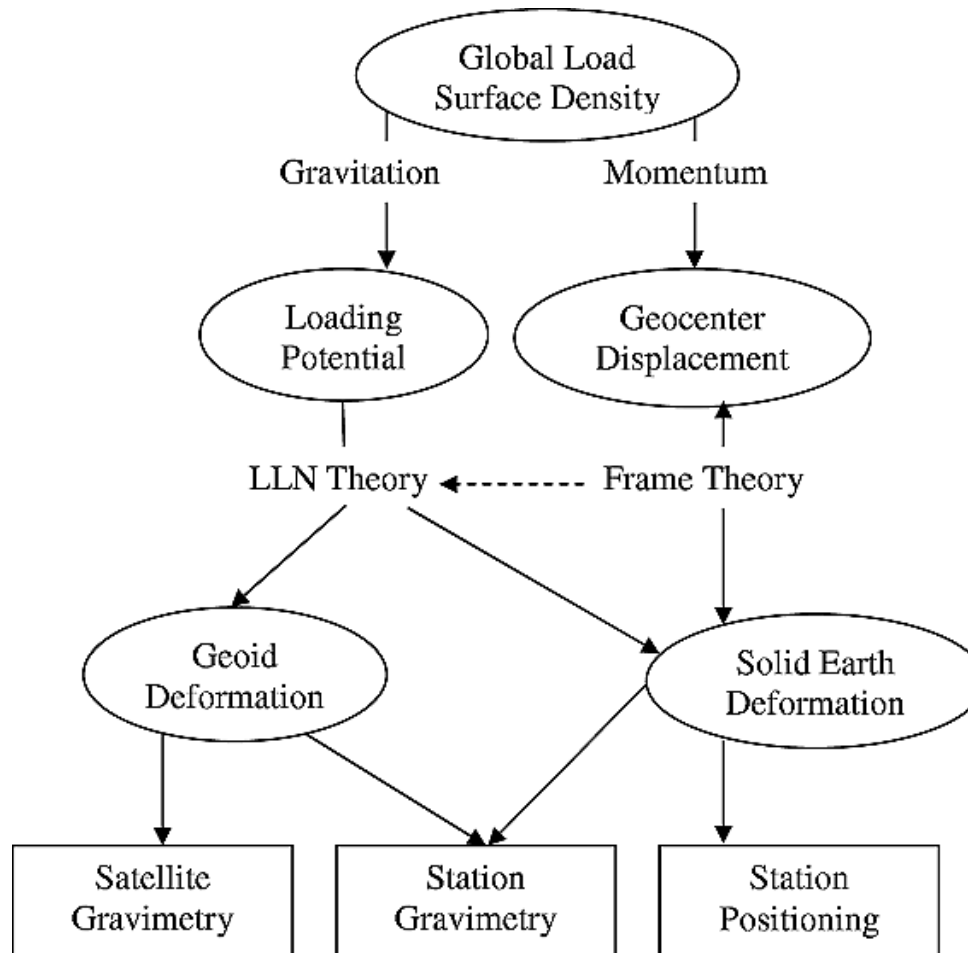 Global Load
Surface Density
Gravitation
Momentum
Loading
Potential
Geocenter
Displacement
LLN Theory
Frame Theory
Geoid
Deformation
Solid Earth
Deformation
Satellite
Gravimetry
Station
Gravimetry
Station
Positioning